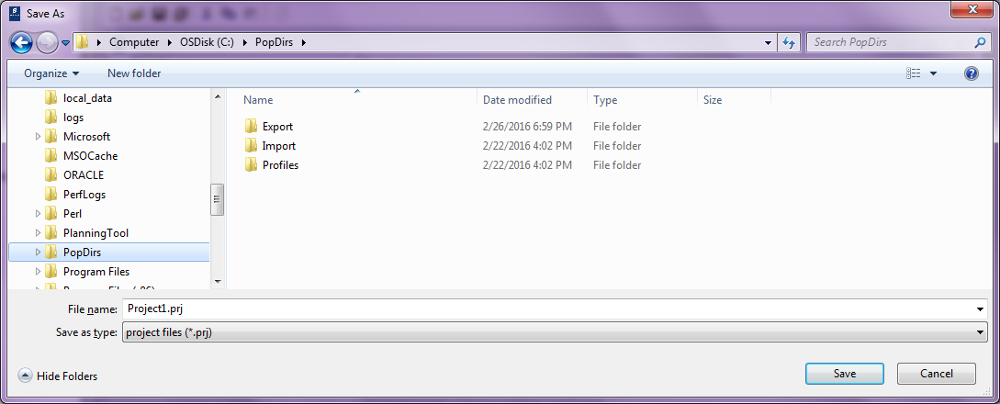 Save As
Computer OSDisk (C:) PopDirs
Search PopDirs
Organize New folder
local_data
logs
Microsoft
MSOCache
ORACLE
PerfLogs
Perl
PlanningTool
PopDirs
Program Files
Name Date modified Type Size
Export 2/26/2016 6:59 PM File folder
Import 2/22/2016 4:02 PM File folder
Profiles 2/22/2016 4:02 PM File folder
File name: Project1.prj
Save as type: project files (*.prj)
Hide Folders
Save Cancel